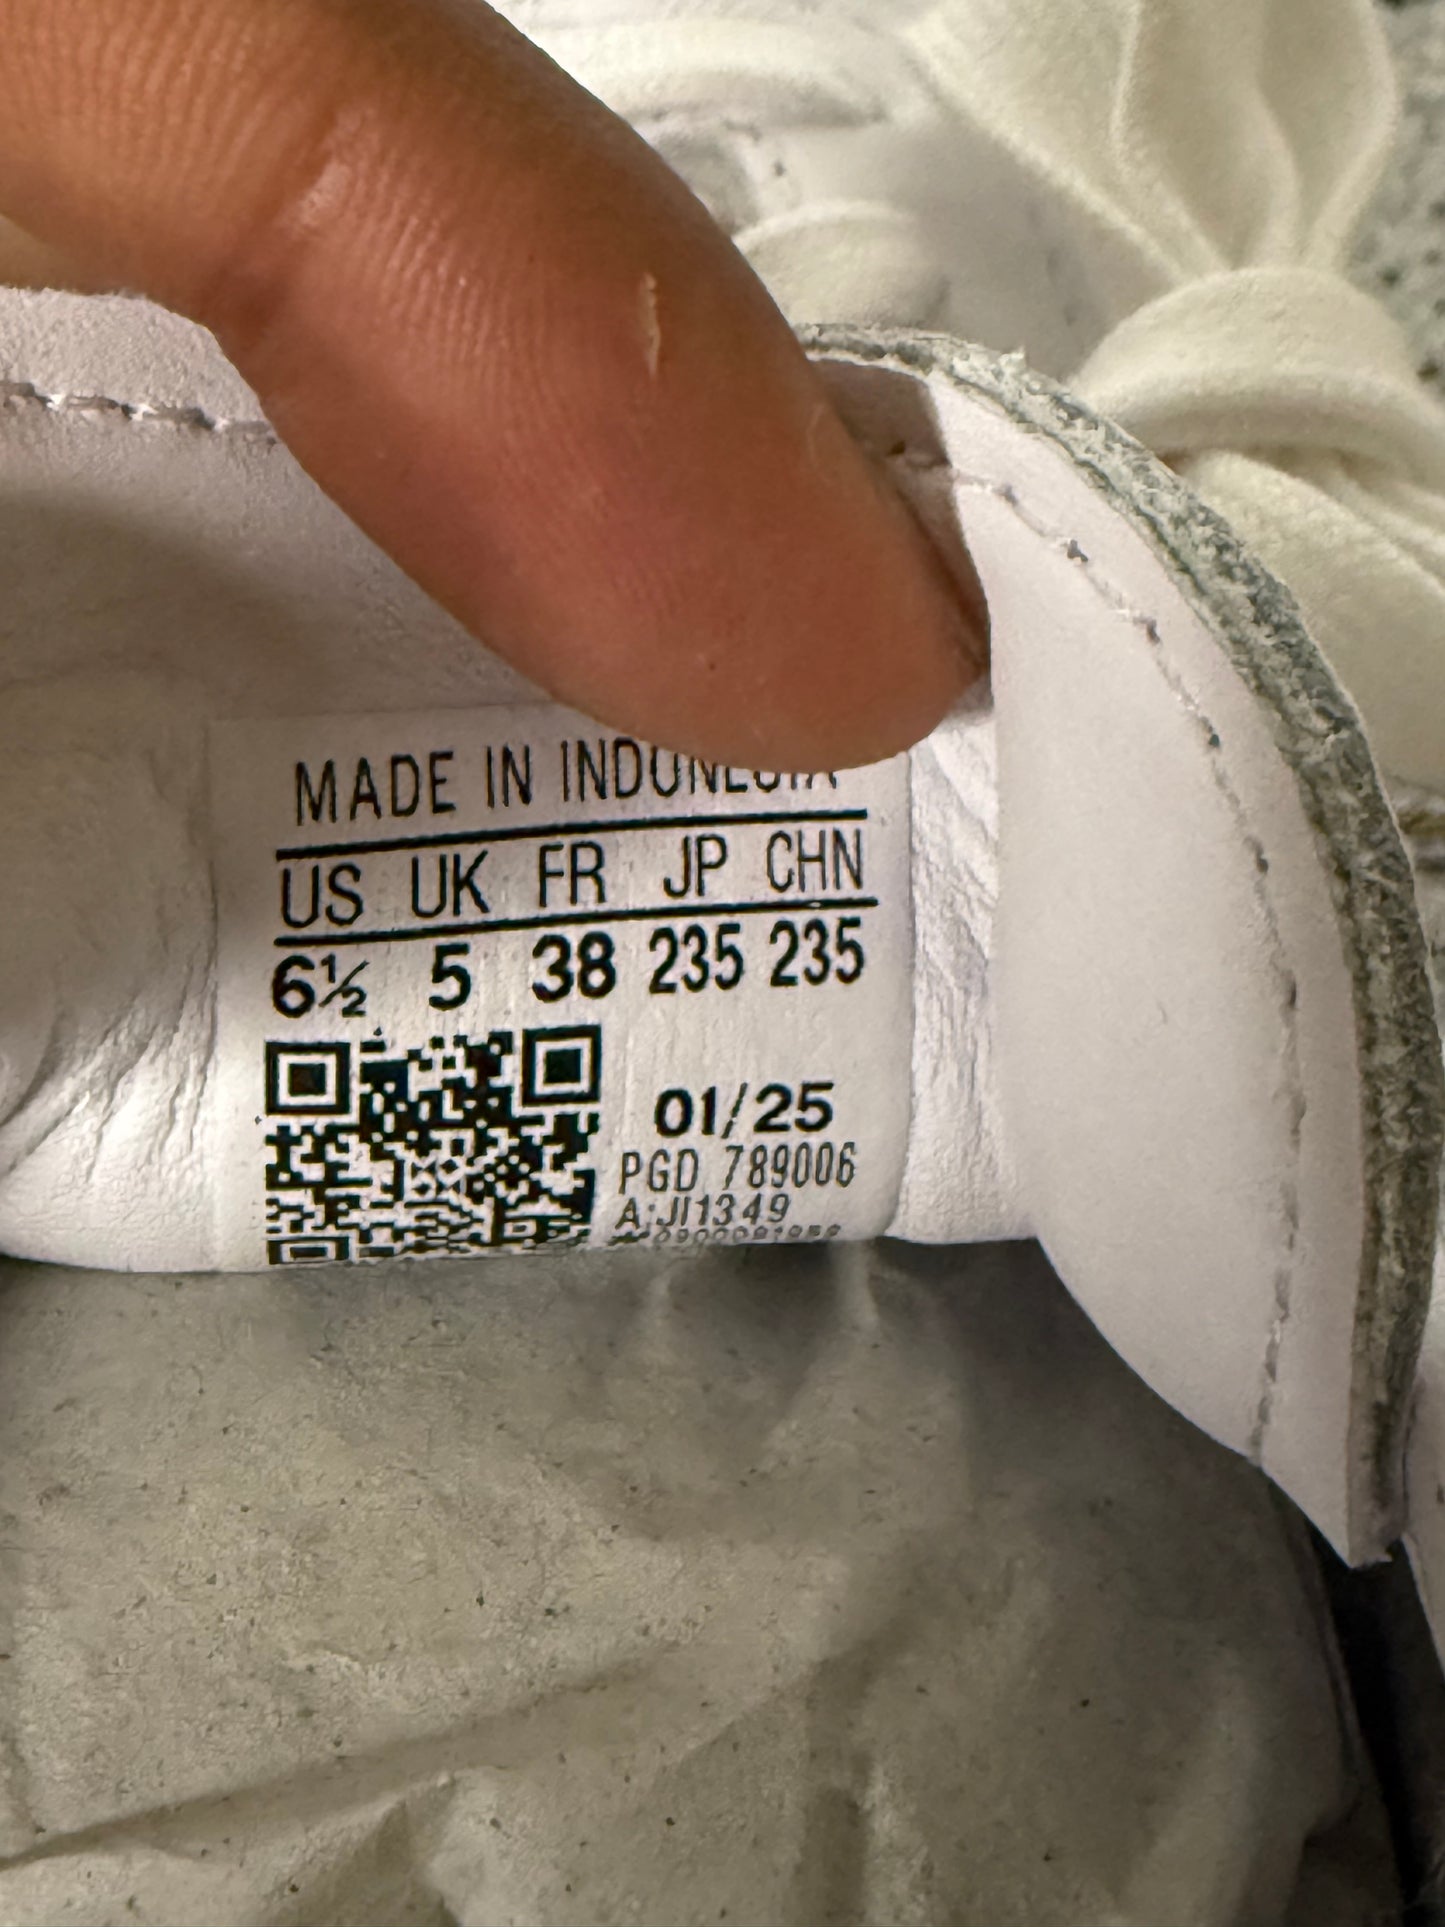 MADE IN INDONESIA
US UK FR JP CHN
6½ 5 38 235 235
01/25
PGD 789006
A:JI1349